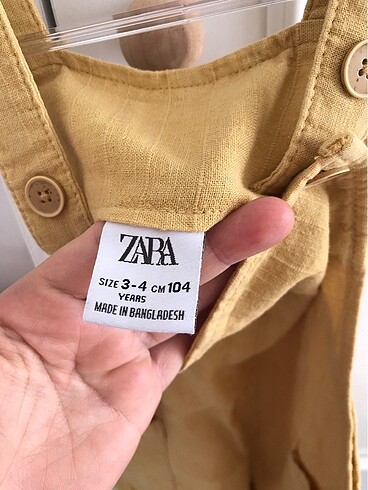 ZARA
SIZE 3-4 CM 104
YEARS
MADE IN BANGLADESH